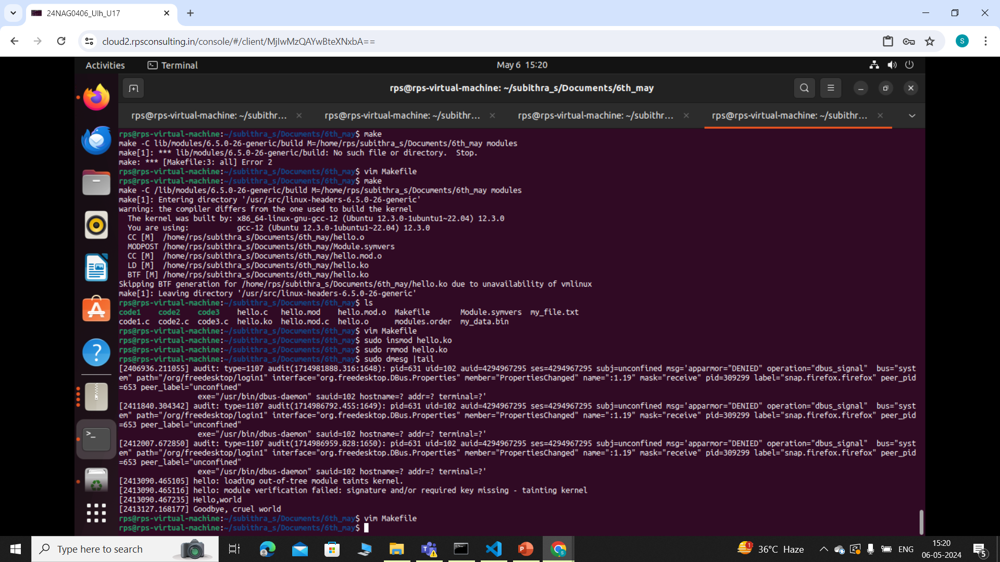 24NAG0406_Ulh_U17
cloud2.rpsconsulting.in/console/#/client/MjIwMzQAYwBteXNxbA==
S
Activities
Terminal
May 6 15:20
rps@rps-virtual-machine: ~/subithra_s/Documents/6th_may
rps@rps-virtual-machine: ~/subithr...
rps@rps-virtual-machine: ~/subithr...
rps@rps-virtual-machine: ~/subithr...
rps@rps-virtual-machine: ~/subithr...
rps@rps-virtual-machine:~/subithra_s/Documents/6th_may$ make
make -C lib/modules/6.5.0-26-generic/build M=/home/rps/subithra_s/Documents/6th_may modules
make[1]: *** lib/modules/6.5.0-26-generic/build: No such file or directory.  Stop.
make: *** [Makefile:3: all] Error 2
rps@rps-virtual-machine:~/subithra_s/Documents/6th_may$ vim Makefile
rps@rps-virtual-machine:~/subithra_s/Documents/6th_may$ make
make -C /lib/modules/6.5.0-26-generic/build M=/home/rps/subithra_s/Documents/6th_may modules
make[1]: Entering directory '/usr/src/linux-headers-6.5.0-26-generic'
warning: the compiler differs from the one used to build the kernel
  The kernel was built by: x86_64-linux-gnu-gcc-12 (Ubuntu 12.3.0-1ubuntu1~22.04) 12.3.0
  You are using:           gcc-12 (Ubuntu 12.3.0-1ubuntu1~22.04) 12.3.0
  CC [M]  /home/rps/subithra_s/Documents/6th_may/hello.o
  MODPOST /home/rps/subithra_s/Documents/6th_may/Module.symvers
  CC [M]  /home/rps/subithra_s/Documents/6th_may/hello.mod.o
  LD [M]  /home/rps/subithra_s/Documents/6th_may/hello.ko
  BTF [M] /home/rps/subithra_s/Documents/6th_may/hello.ko
Skipping BTF generation for /home/rps/subithra_s/Documents/6th_may/hello.ko due to unavailability of vmlinux
make[1]: Leaving directory '/usr/src/linux-headers-6.5.0-26-generic'
rps@rps-virtual-machine:~/subithra_s/Documents/6th_may$ ls
code1    code2    code3    hello.c   hello.mod    hello.mod.o  Makefile       Module.symvers  my_file.txt
code1.c  code2.c  code3.c  hello.ko  hello.mod.c  hello.o      modules.order  my_data.bin
rps@rps-virtual-machine:~/subithra_s/Documents/6th_may$ vim Makefile
rps@rps-virtual-machine:~/subithra_s/Documents/6th_may$ sudo insmod hello.ko
rps@rps-virtual-machine:~/subithra_s/Documents/6th_may$ sudo rmmod hello.ko
rps@rps-virtual-machine:~/subithra_s/Documents/6th_may$ sudo dmesg |tail
[2406936.211055] audit: type=1107 audit(1714981888.316:1648): pid=631 uid=102 auid=4294967295 ses=4294967295 subj=unconfined msg='apparmor="DENIED" operation="dbus_signal"  bus="syst
em" path="/org/freedesktop/login1" interface="org.freedesktop.DBus.Properties" member="PropertiesChanged" name=":1.19" mask="receive" pid=309299 label="snap.firefox.firefox" peer_pid
=653 peer_label="unconfined"
                  exe="/usr/bin/dbus-daemon" sauid=102 hostname=? addr=? terminal=?'
[2411840.304342] audit: type=1107 audit(1714986792.455:1649): pid=631 uid=102 auid=4294967295 ses=4294967295 subj=unconfined msg='apparmor="DENIED" operation="dbus_signal"  bus="syst
em" path="/org/freedesktop/login1" interface="org.freedesktop.DBus.Properties" member="PropertiesChanged" name=":1.19" mask="receive" pid=309299 label="snap.firefox.firefox" peer_pid
=653 peer_label="unconfined"
                  exe="/usr/bin/dbus-daemon" sauid=102 hostname=? addr=? terminal=?'
[2412007.672850] audit: type=1107 audit(1714986959.828:1650): pid=631 uid=102 auid=4294967295 ses=4294967295 subj=unconfined msg='apparmor="DENIED" operation="dbus_signal"  bus="syst
em" path="/org/freedesktop/login1" interface="org.freedesktop.DBus.Properties" member="PropertiesChanged" name=":1.19" mask="receive" pid=309299 label="snap.firefox.firefox" peer_pid
=653 peer_label="unconfined"
                  exe="/usr/bin/dbus-daemon" sauid=102 hostname=? addr=? terminal=?'
[2413090.465105] hello: loading out-of-tree module taints kernel.
[2413090.465116] hello: module verification failed: signature and/or required key missing - tainting kernel
[2413090.467235] Hello,world
[2413127.168177] Goodbye, cruel world
rps@rps-virtual-machine:~/subithra_s/Documents/6th_may$ vim Makefile
rps@rps-virtual-machine:~/subithra_s/Documents/6th_may$
Type here to search
1
36°C  Haze
ENG
15:20
06-05-2024
5